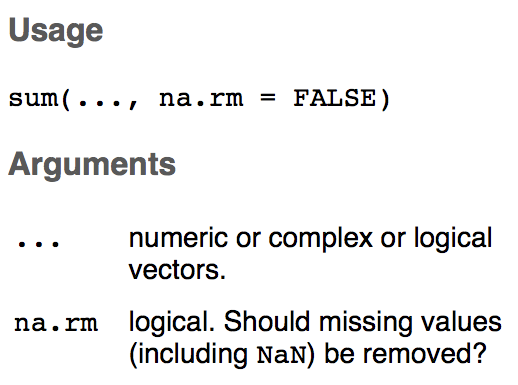 Usage
sum(..., na.rm = FALSE)
Arguments
... numeric or complex or logical
vectors.
na.rm logical. Should missing values
(including NaN) be removed?